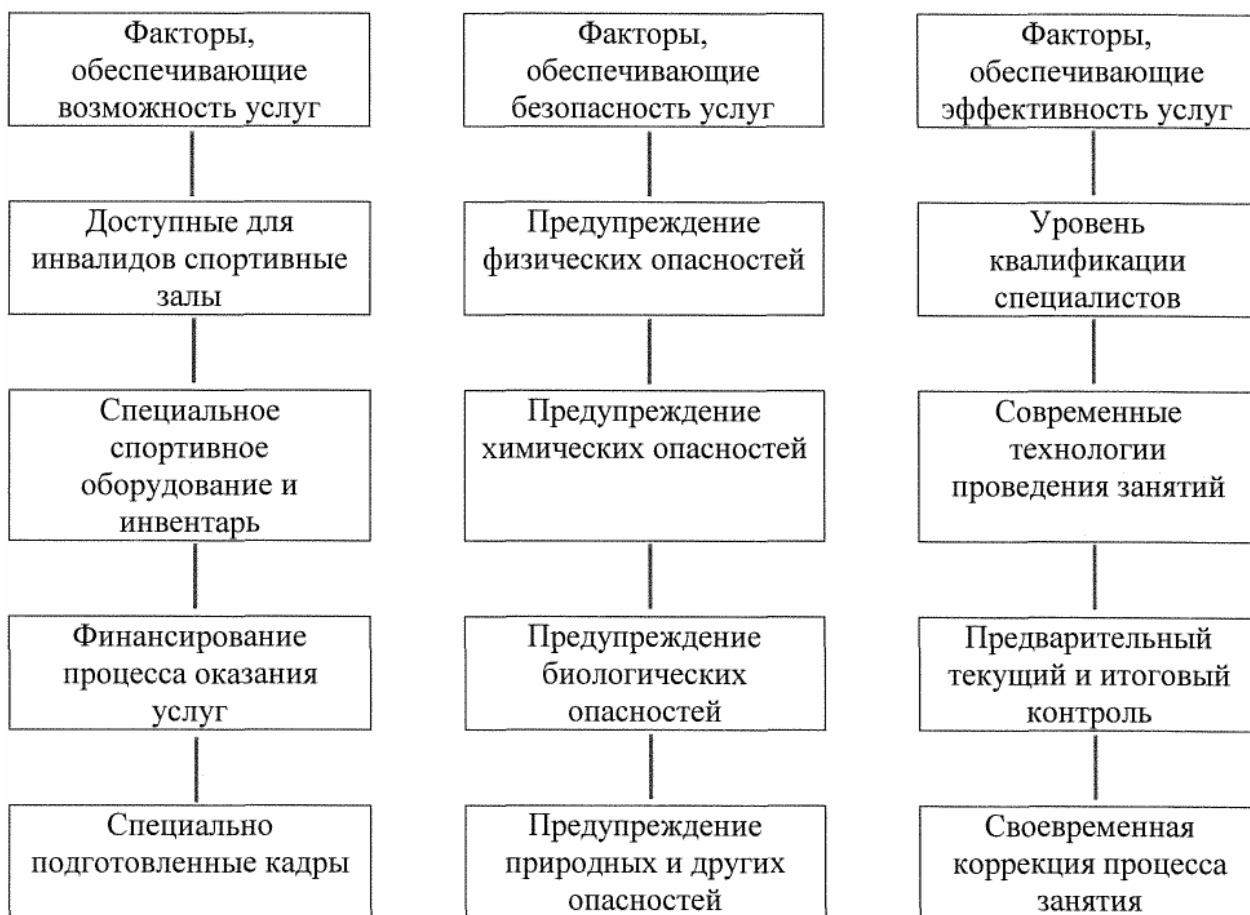 Факторы,
обеспечивающие
возможность услуг
Доступные для
инвалидов спортивные
залы
Специальное
спортивное
оборудование и
инвентарь
Финансирование
процесса оказания
услуг
Специально
подготовленные кадры
Факторы,
обеспечивающие
безопасность услуг
Предупреждение
физических опасностей
Предупреждение
химических опасностей
Предупреждение
биологических
опасностей
Предупреждение
природных и других
опасностей
Факторы,
обеспечивающие
эффективность услуг
Уровень
квалификации
специалистов
Современные
технологии
проведения занятий
Предварительный
текущий и итоговый
контроль
Своевременная
коррекция процесса
занятия